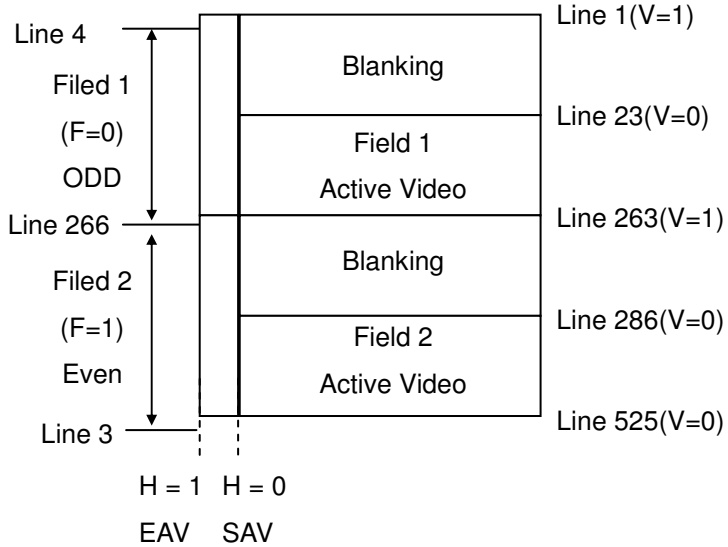 Line 4
Filed 1
(F=0)
ODD
Line 266
Filed 2
(F=1)
Even
Line 3
Blanking
Field 1
Active Video
Blanking
Field 2
Active Video
Line 1(V=1)
Line 23(V=0)
Line 263(V=1)
Line 286(V=0)
Line 525(V=0)
H = 1 H = 0
EAV SAV